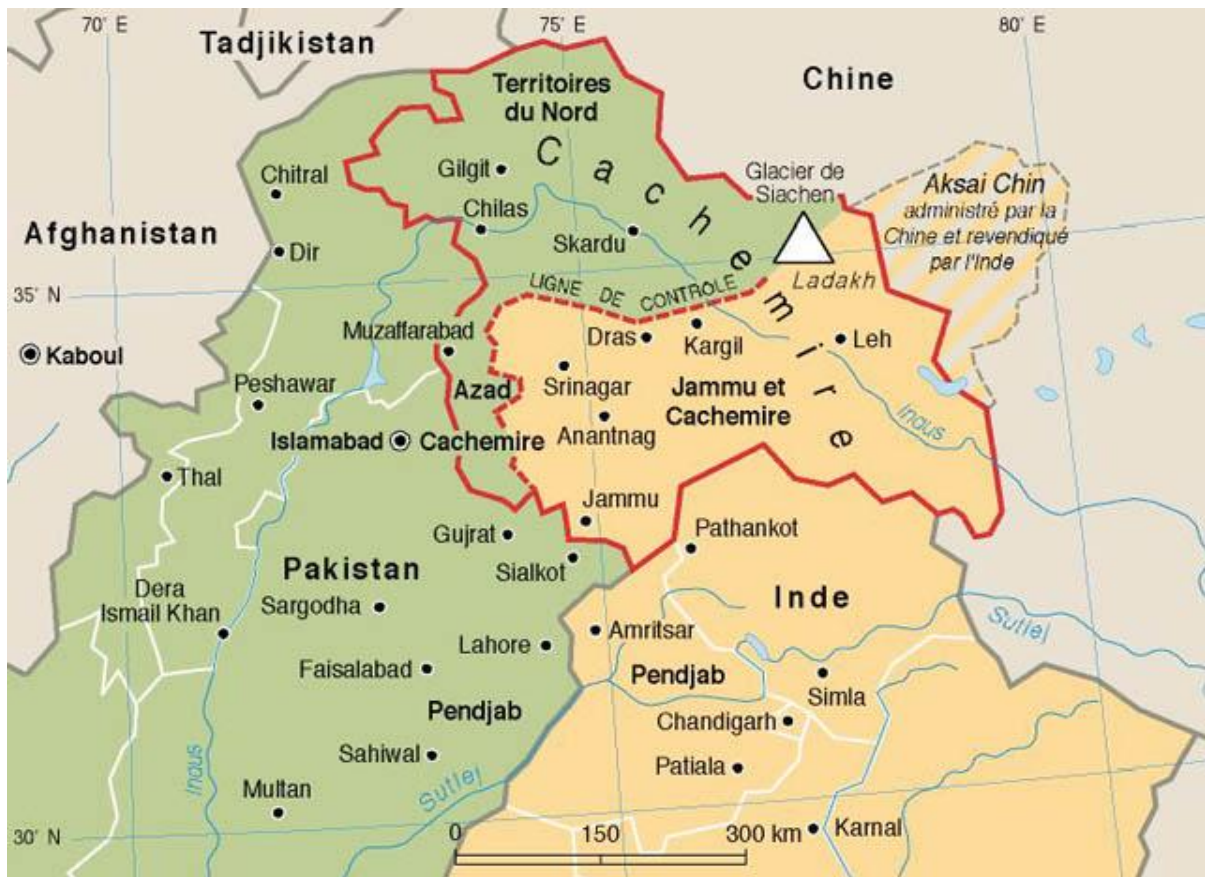 70° E
75° E
80° E
Tadjikistan
Chine
Territoires
du Nord
Cachemire
Gilgit
Glacier de
Siachen
Aksai Chin
administré par la
Chine et revendiqué
par l'Inde
Chitral
Chilas
Skardu
Afghanistan
Dir
Ladakh
35° N
LIGNE DE CONTROLE
Muzaffarabad
Dras
Kargil
Leh
Kaboul
Srinagar
Peshawar
Azad
Jammu et
Cachemire
Anantnag
Indus
Islamabad
Cachemire
Thal
Jammu
Gujrat
Pathankot
Sialkot
Pakistan
Dera
Ismail Khan
Sargodha
Inde
Sutlej
Lahore
Amritsar
Faisalabad
Pendjab
Simla
Pendjab
Chandigarh
Sahiwal
Patiala
Indus
Sutlej
Multan
30° N
0 150 300 km
Karnal